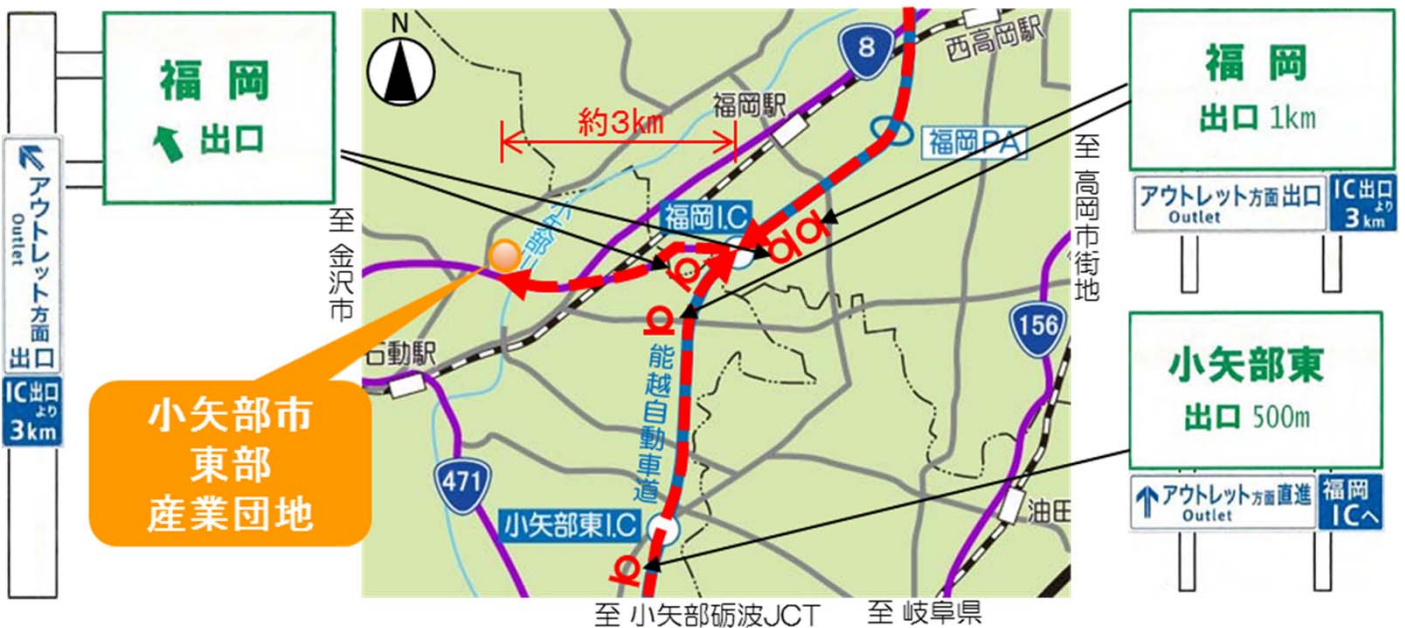 福岡
出口
アウトレット方面
Outlet
出口
IC出口
より
3km
至 金沢市
小矢部市
東部
産業団地
N
約3km
8
西高岡駅
福岡駅
福岡PA
福岡I.C
石動駅
能越自動車道
471
小矢部東I.C
156
油田
至 高岡市街地
至 小矢部砺波JCT
至 岐阜県
福岡
出口 1km
アウトレット方面出口
Outlet
IC出口
より
3km
小矢部東
出口 500m
アウトレット方面直進
Outlet
福岡
ICへ